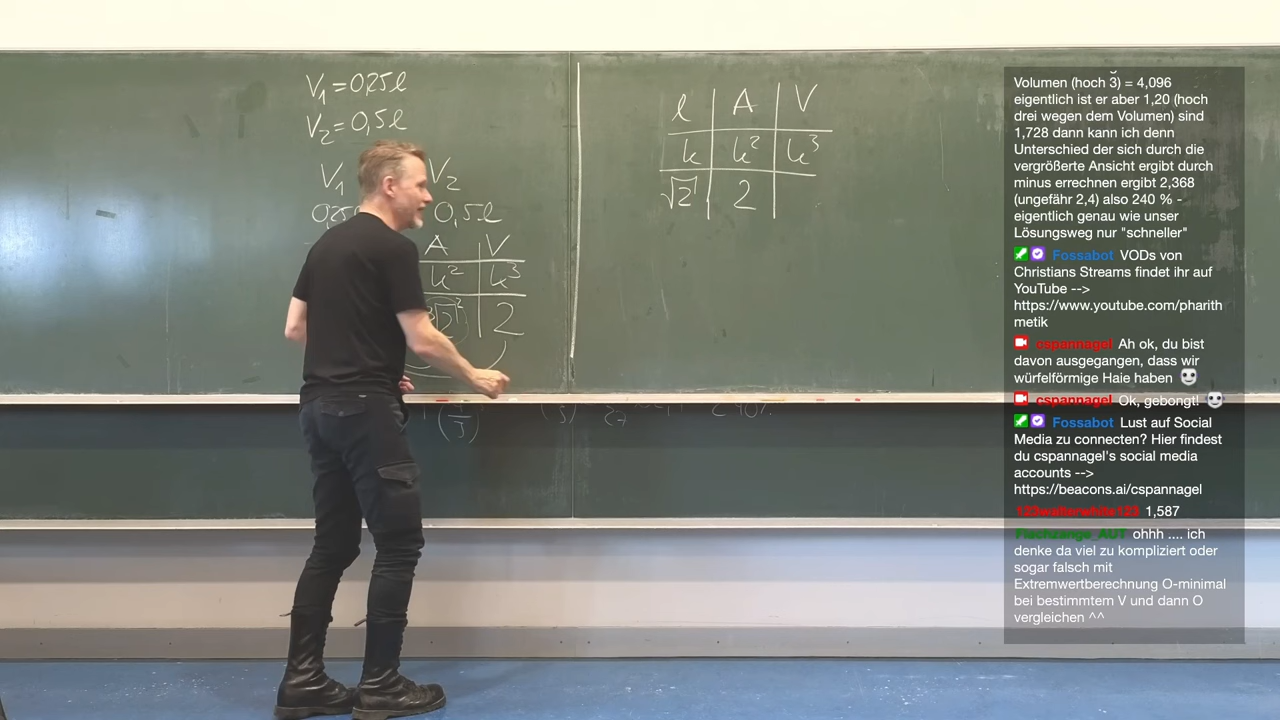 V₁ = 0,25 l
V₂ = 0,5 l
V₁ V₂
0,25 0,5 l
A V
k² k³
2
l A V
k k² k³
√2 2
Volumen (hoch 3) = 4,096
eigentlich ist er aber 1,20 (hoch
drei wegen dem Volumen) sind
1,728 dann kann ich denn
Unterschied der sich durch die
vergrößerte Ansicht ergibt durch
minus errechnen ergibt 2,368
(ungefähr 2,4) also 240 % -
eigentlich genau wie unser
Lösungsweg nur "schneller"
Fossabot VODs von
Christians Streams findet ihr auf
YouTube -->
https://www.youtube.com/pharith
metik
cspannagel Ah ok, du bist
davon ausgegangen, dass wir
würfelförmige Haie haben
cspannagel Ok, gebongt!
Fossabot Lust auf Social
Media zu connecten? Hier findest
du cspannagel's social media
accounts -->
https://beacons.ai/cspannagel
123walterwhite123 1,587
Flachzange_AUT ohhh .... ich
denke da viel zu kompliziert oder
sogar falsch mit
Extremwertberechnung O-minimal
bei bestimmtem V und dann O
vergleichen ^^